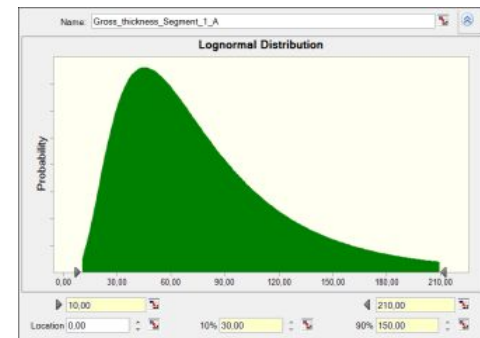 Name: Gross_thickness_Segment_1_A
Lognormal Distribution
Probability
0,00 30,00 60,00 90,00 120,00 150,00 180,00 210,00
10,00 210,00
Location 0,00 10% 30,00 90% 150,00